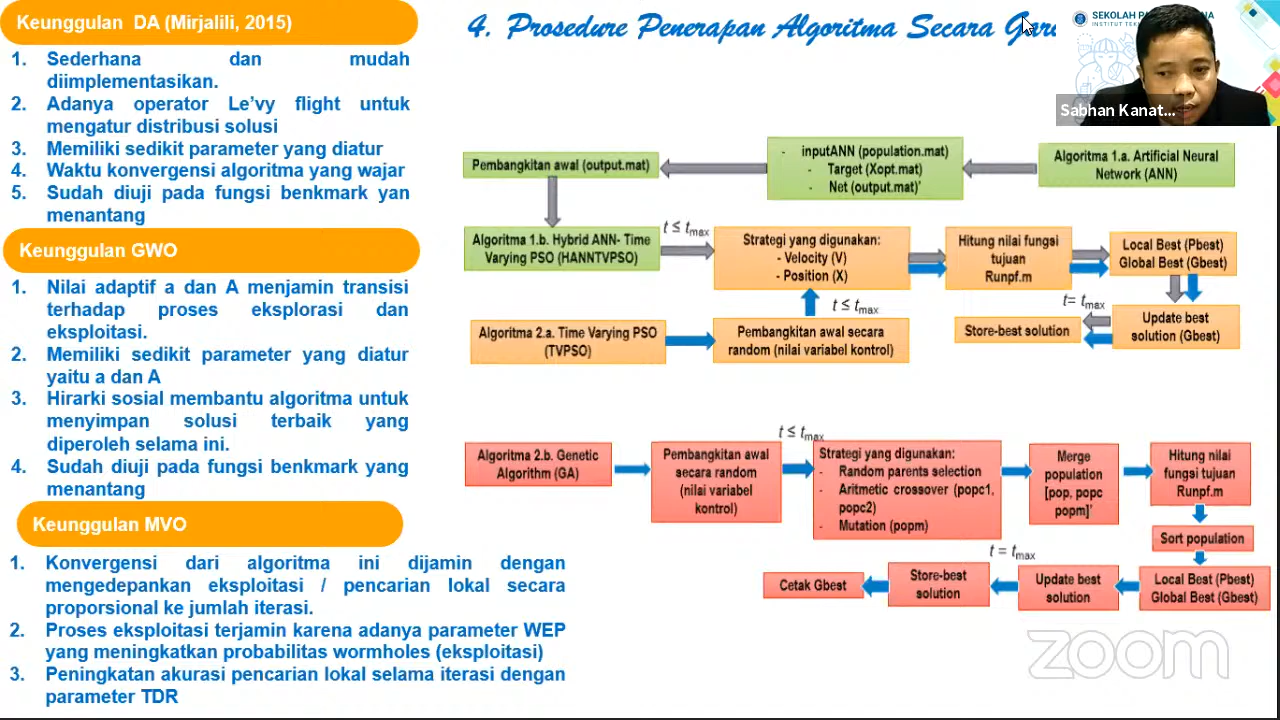 Keunggulan DA (Mirjalili, 2015)
1. Sederhana dan mudah
diimplementasikan.
2. Adanya operator Le’vy flight untuk
mengatur distribusi solusi
3. Memiliki sedikit parameter yang diatur
4. Waktu konvergensi algoritma yang wajar
5. Sudah diuji pada fungsi benkmark yan
menantang
Keunggulan GWO
1. Nilai adaptif a dan A menjamin transisi
terhadap proses eksplorasi dan
eksploitasi.
2. Memiliki sedikit parameter yang diatur
yaitu a dan A
3. Hirarki sosial membantu algoritma untuk
menyimpan solusi terbaik yang
diperoleh selama ini.
4. Sudah diuji pada fungsi benkmark yang
menantang
Keunggulan MVO
1. Konvergensi dari algoritma ini dijamin dengan
mengedepankan eksploitasi / pencarian lokal secara
proporsional ke jumlah iterasi.
2. Proses eksploitasi terjamin karena adanya parameter WEP
yang meningkatkan probabilitas wormholes (eksploitasi)
3. Peningkatan akurasi pencarian lokal selama iterasi dengan
parameter TDR
4. Prosedure Penerapan Algoritma Secara
SEKOLAH
Sabhan Kanat...
Pembangkitan awal (output.mat)
- inputANN (population.mat)
- Target (Xopt.mat)
- Net (output.mat)’
Algoritma 1.a. Artificial Neural
Network (ANN)
Algoritma 1.b. Hybrid ANN- Time
Varying PSO (HANNTVPSO)
t ≤ tmax
Strategi yang digunakan:
- Velocity (V)
- Position (X)
Hitung nilai fungsi
tujuan
Runpf.m
Local Best (Pbest)
Global Best (Gbest)
t ≤ tmax
t= tmax
Algoritma 2.a. Time Varying PSO
(TVPSO)
Pembangkitan awal secara
random (nilai variabel kontrol)
Store-best solution
Update best
solution (Gbest)
t ≤ tmax
Algoritma 2.b. Genetic
Algorithm (GA)
Pembangkitan awal
secara random
(nilai variabel
kontrol)
Strategi yang digunakan:
- Random parents selection
- Aritmetic crossover (popc1,
popc2)
- Mutation (popm)
Merge
population
[pop, popc
popm]’
Hitung nilai
fungsi tujuan
Runpf.m
Sort population
t = tmax
Cetak Gbest
Store-best
solution
Update best
solution
Local Best (Pbest)
Global Best (Gbest)
zoom